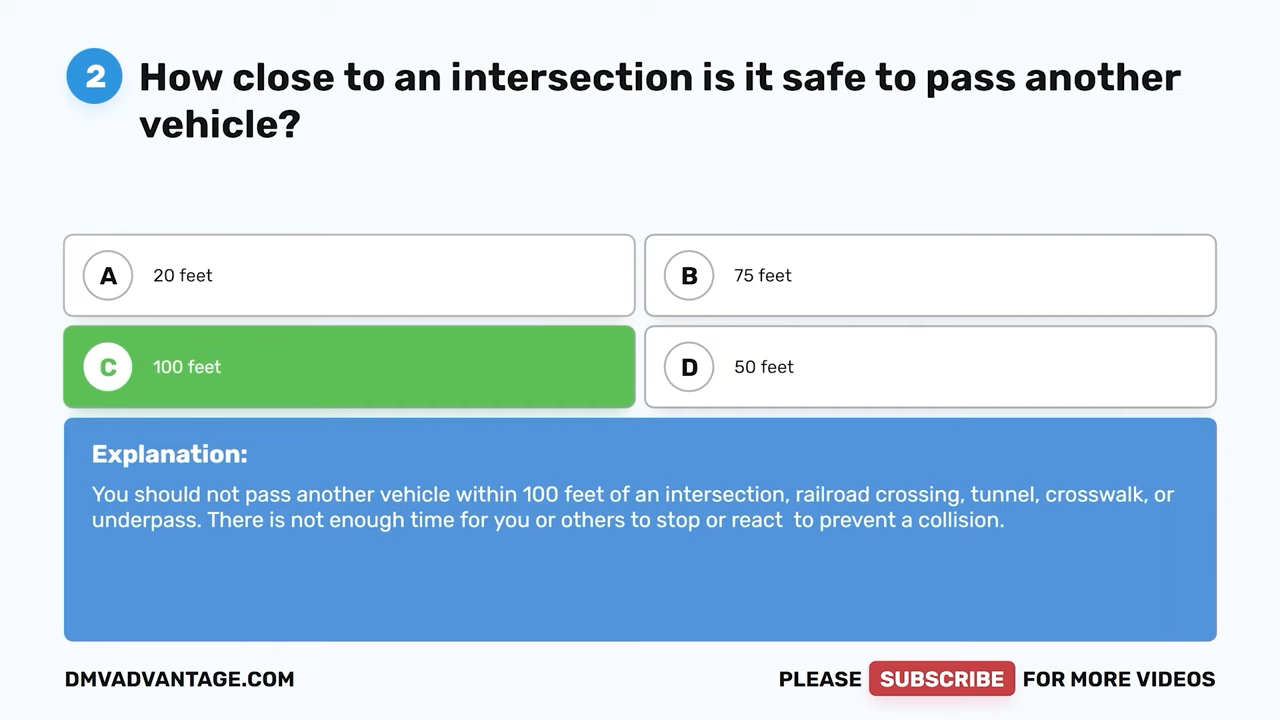 2 How close to an intersection is it safe to pass another
vehicle?
A 20 feet
B 75 feet
C 100 feet
D 50 feet
Explanation:
You should not pass another vehicle within 100 feet of an intersection, railroad crossing, tunnel, crosswalk, or
underpass. There is not enough time for you or others to stop or react  to prevent a collision.
DMVADVANTAGE.COM
PLEASE SUBSCRIBE FOR MORE VIDEOS